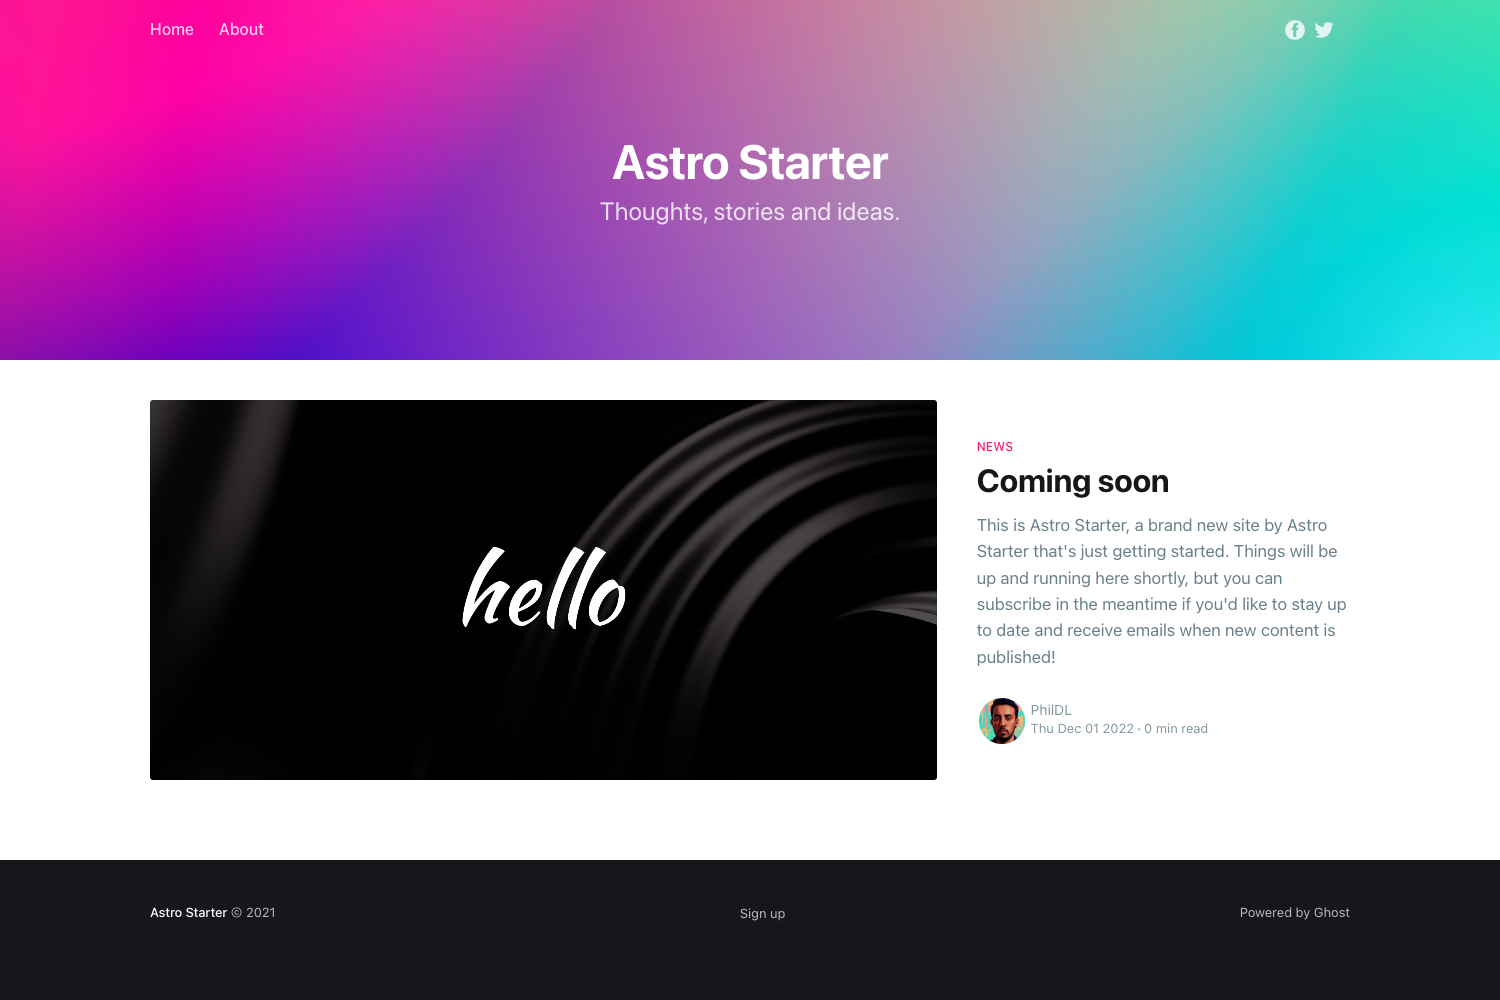 Home About
Astro Starter
Thoughts, stories and ideas.
hello
NEWS
Coming soon
This is Astro Starter, a brand new site by Astro
Starter that's just getting started. Things will be
up and running here shortly, but you can
subscribe in the meantime if you'd like to stay up
to date and receive emails when new content is
published!
PhilDL
Thu Dec 01 2022 • 0 min read
Astro Starter © 2021
Sign up
Powered by Ghost